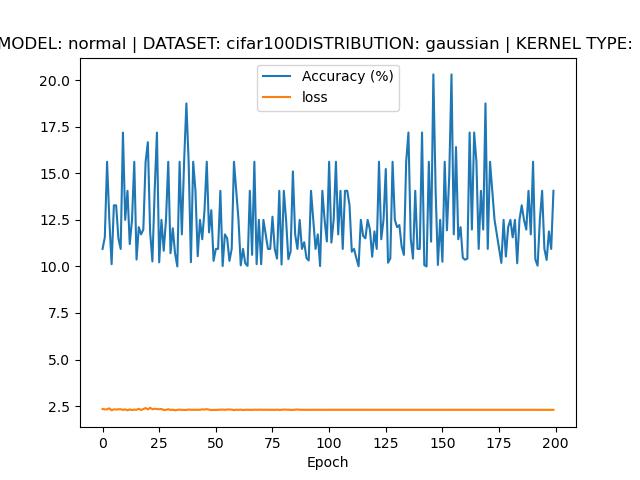 MODEL: normal | DATASET: cifar100DISTRIBUTION: gaussian | KERNEL TYPE:
Accuracy (%)
loss
20.0
17.5
15.0
12.5
10.0
7.5
5.0
2.5
0 25 50 75 100 125 150 175 200
Epoch